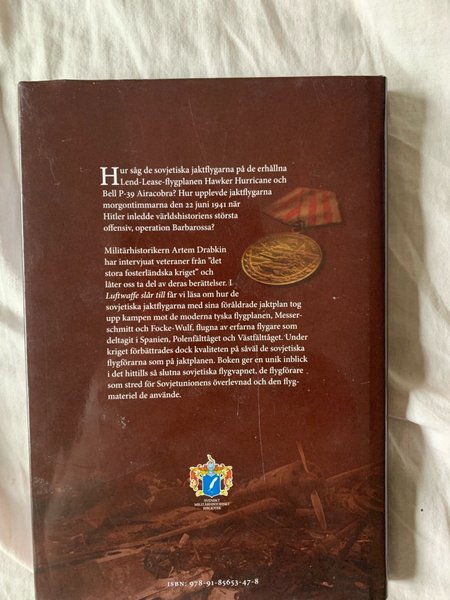 Hur såg de sovjetiska jaktflygarna på de erhållna
Lend-Lease-flygplanen Hawker Hurricane och
Bell P-39 Airacobra? Hur upplevde jaktflygarna
morgontimmarna den 22 juni 1941 när
Hitler inledde världshistoriens största
offensiv, operation Barbarossa?
Militärhistorikern Artem Drabkin
har intervjuat veteraner från "det
stora fosterländska kriget" och
låter oss ta del av deras berättelser. I
Luftwaffe slår till får vi läsa om hur de
sovjetiska jaktflygarna med sina föråldrade jaktplan tog
upp kampen mot de moderna tyska flygplanen, Messer-
schmitt och Focke-Wulf, flugna av erfarna flygare som
deltagit i Spanien, Polenfälttåget och Västfälttåget. Under
kriget förbättrades dock kvaliteten på såväl de sovjetiska
flygförarna som på jaktplanen. Boken ger en unik inblick
i det hittills så slutna sovjetiska flygvapnet, de flygförare
som stred för Sovjetunionens överlevnad och den flyg-
materiel de använde.
SVENSKT
MILITÄRHISTORISKT
BIBLIOTEK
ISBN: 978-91-85653-47-8